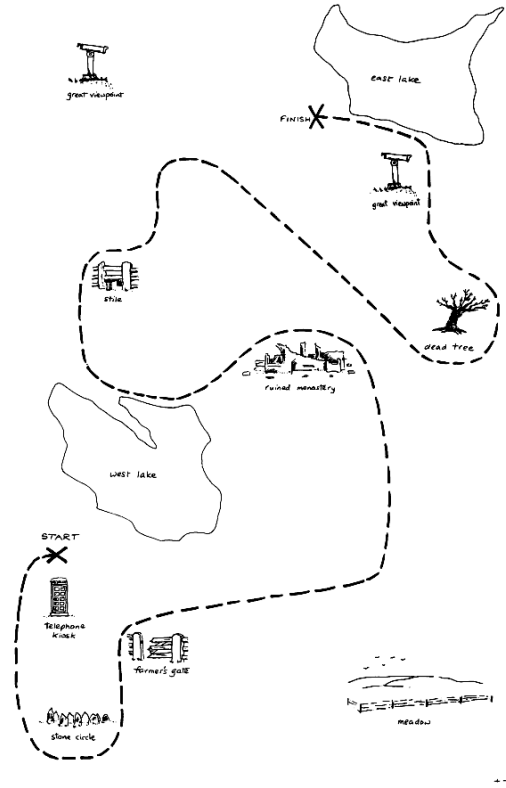 great viewpoint
east lake
FINISH
great viewpoint
stile
dead tree
ruined monastery
west lake
START
Telephone
Kiosk
farmer's gate
stone circle
meadow